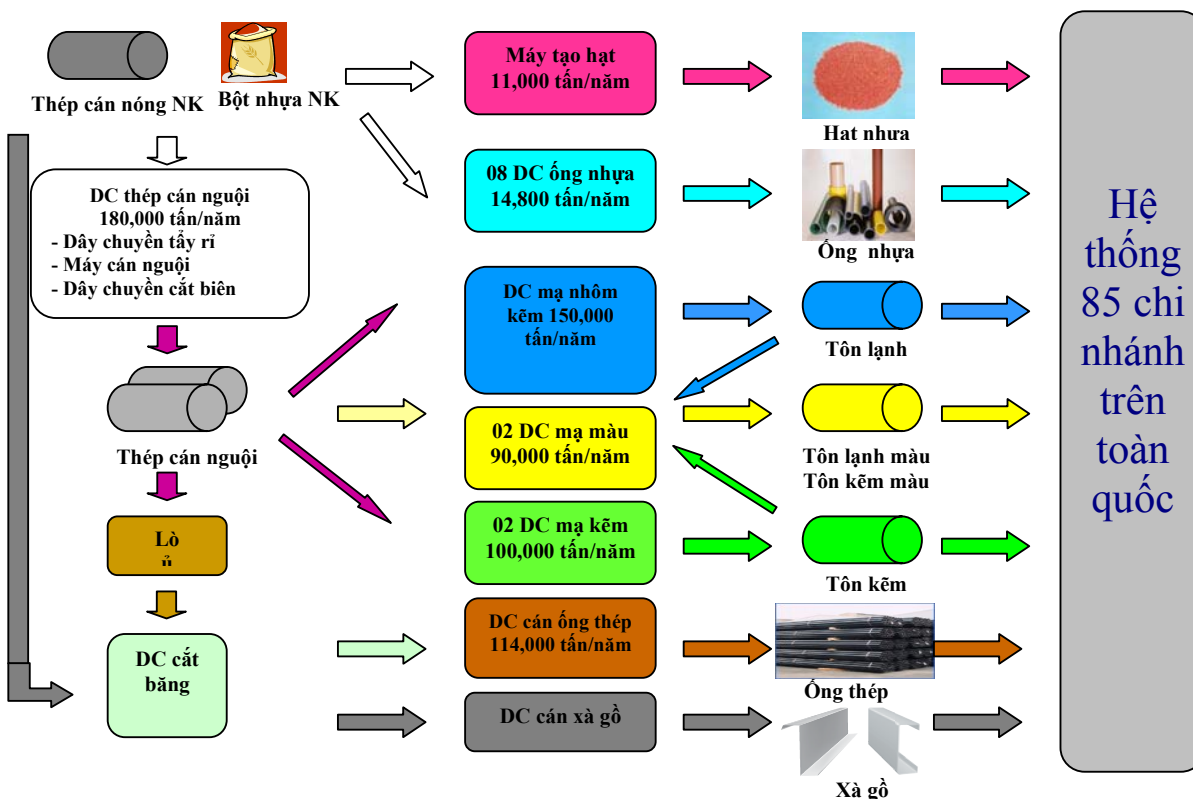 Thép cán nóng NK
Bột nhựa NK
DC thép cán nguội
180,000 tấn/năm
- Dây chuyền tẩy rỉ
- Máy cán nguội
- Dây chuyền cắt biên
Thép cán nguội
Lò
DC cắt
băng
Máy tạo hạt
11,000 tấn/năm
08 DC ống nhựa
14,800 tấn/năm
DC mạ nhôm
kẽm 150,000
tấn/năm
02 DC mạ màu
90,000 tấn/năm
02 DC mạ kẽm
100,000 tấn/năm
DC cán ống thép
114,000 tấn/năm
DC cán xà gồ
Hat nhưa
Ống nhựa
Tôn lạnh
Tôn lạnh màu
Tôn kẽm màu
Tôn kẽm
Ống thép
Xà gồ
Hệ
thống
85 chi
nhánh
trên
toàn
quốc